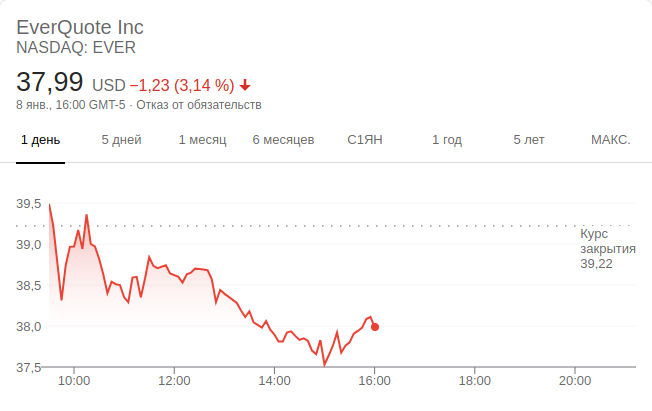 EverQuote Inc
NASDAQ: EVER
37,99 USD −1,23 (3,14 %)
8 янв., 16:00 GMT-5 · Отказ от обязательств
1 день 5 дней 1 месяц 6 месяцев С1ЯН 1 год 5 лет МАКС.
39,5
Курс
39,0
закрытия
39,22
38,5
38,0
37,5
10:00 12:00 14:00 16:00 18:00 20:00